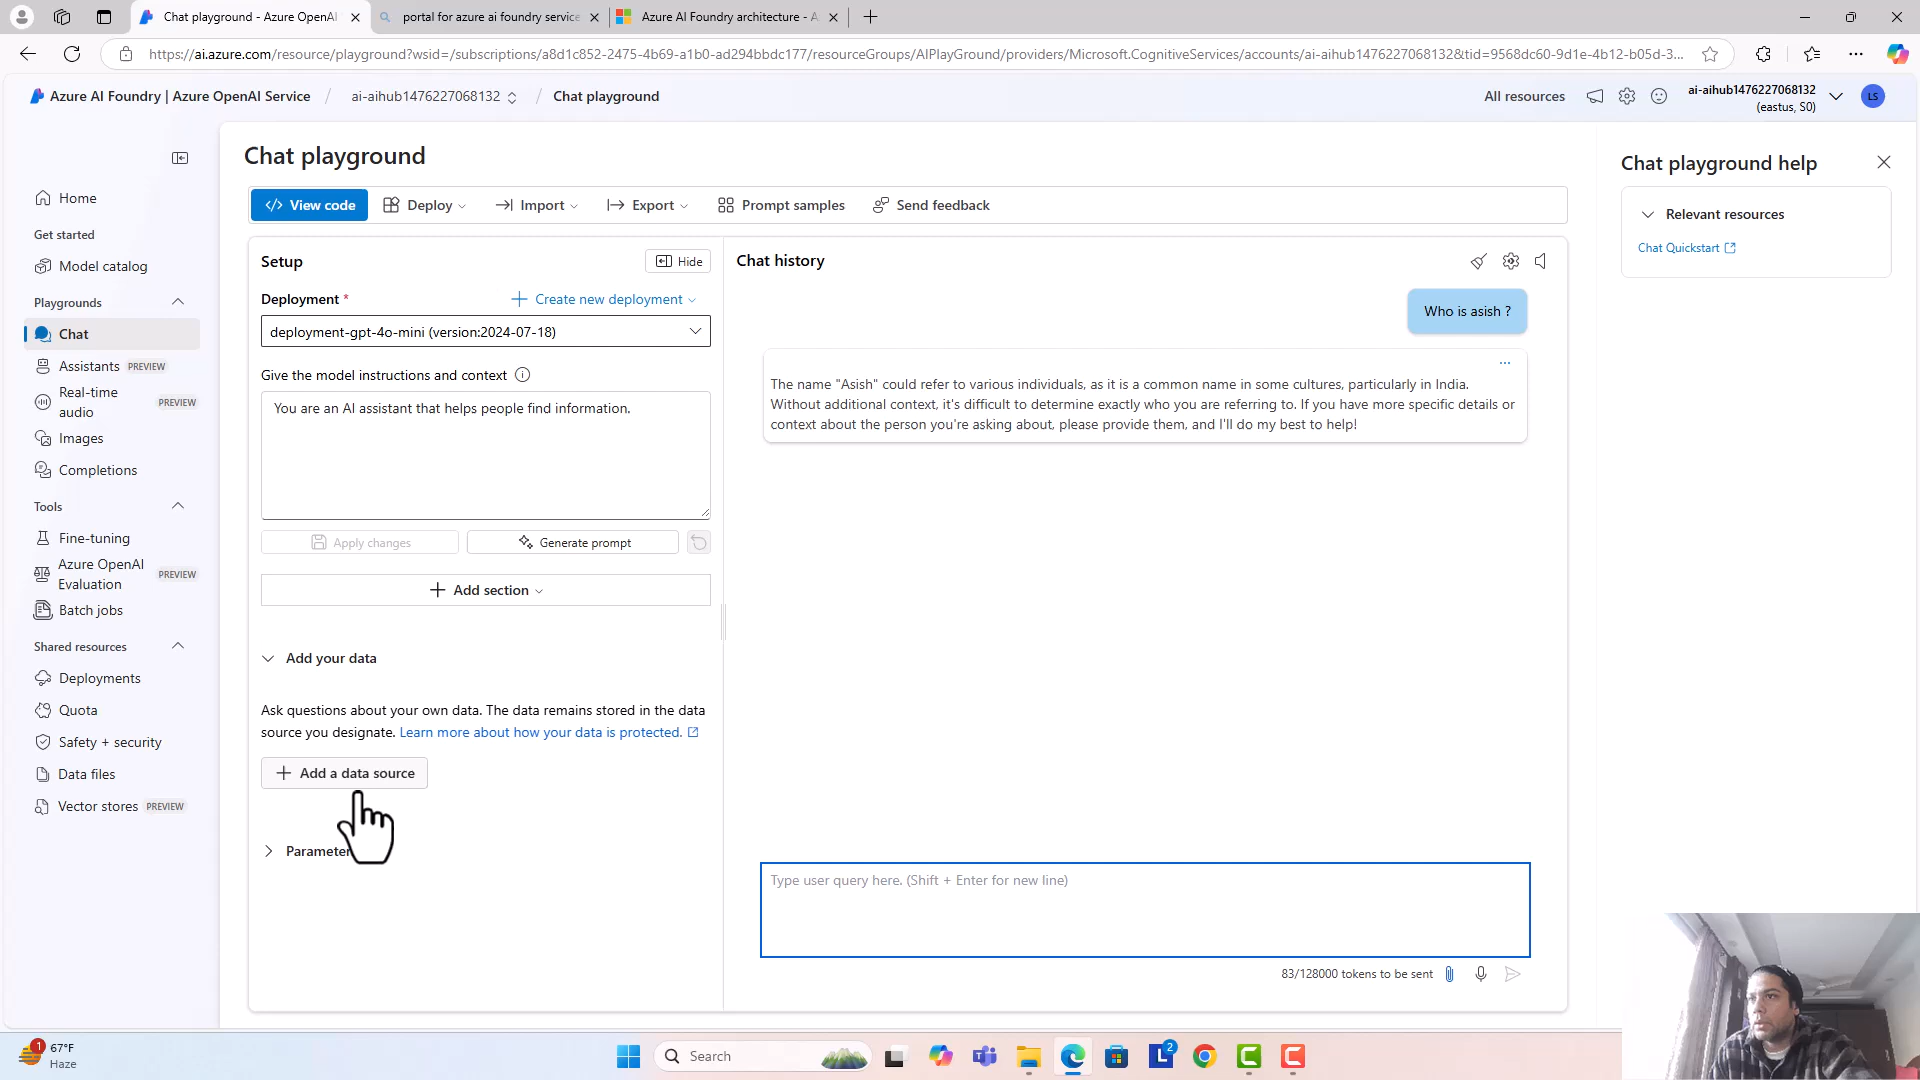 Chat playground - Azure OpenAI
portal for azure ai foundry service
Azure AI Foundry architecture - A
https://ai.azure.com/resource/playground?wsid=/subscriptions/a8d1c852-2475-4b69-a1b0-ad294bbdc177/resourceGroups/AIPlayGround/providers/Microsoft.CognitiveServices/accounts/ai-aihub1476227068132&tid=9568dc60-9d1e-4b12-b05d-3...
Azure AI Foundry | Azure OpenAI Service / ai-aihub1476227068132 / Chat playground
All resources
ai-aihub1476227068132
(eastus, S0)
LS
Home
Get started
Model catalog
Playgrounds
Chat
Assistants PREVIEW
Real-time audio PREVIEW
Images
Completions
Tools
Fine-tuning
Azure OpenAI Evaluation PREVIEW
Batch jobs
Shared resources
Deployments
Quota
Safety + security
Data files
Vector stores PREVIEW
Chat playground
View code
Deploy
Import
Export
Prompt samples
Send feedback
Setup
Hide
Deployment *
Create new deployment
deployment-gpt-4o-mini (version:2024-07-18)
Give the model instructions and context
You are an AI assistant that helps people find information.
Apply changes
Generate prompt
Add section
Add your data
Ask questions about your own data. The data remains stored in the data
source you designate. Learn more about how your data is protected.
Add a data source
Parameter
Chat history
Who is asish ?
The name "Asish" could refer to various individuals, as it is a common name in some cultures, particularly in India.
Without additional context, it's difficult to determine exactly who you are referring to. If you have more specific details or
context about the person you're asking about, please provide them, and I'll do my best to help!
Type user query here. (Shift + Enter for new line)
83/128000 tokens to be sent
Chat playground help
Relevant resources
Chat Quickstart
1
67°F
Haze
Search
L
2